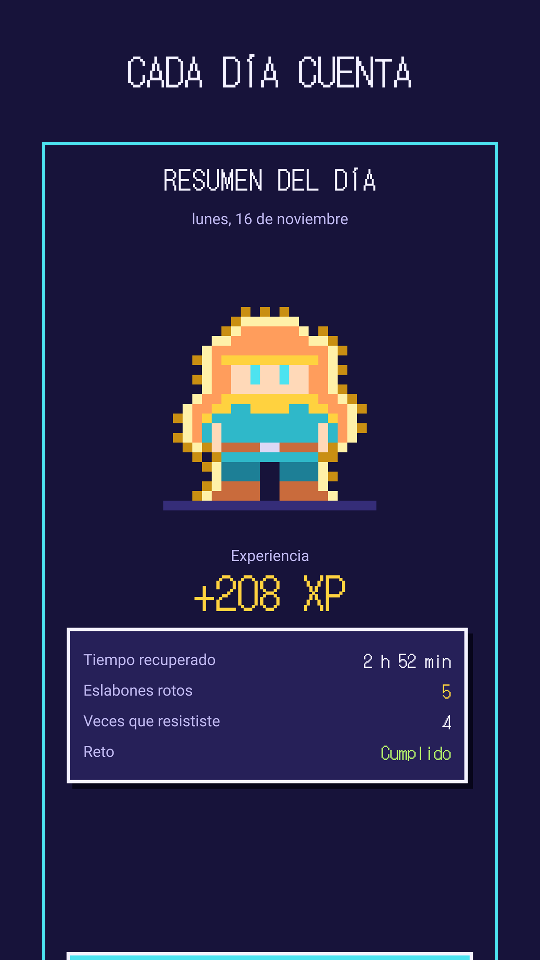 CADA DÍA CUENTA
RESUMEN DEL DÍA
lunes, 16 de noviembre
Experiencia
+208 XP
Tiempo recuperado 2 h 52 min
Eslabones rotos 5
Veces que resististe 4
Reto Cumplido